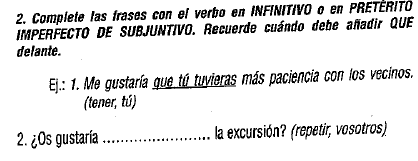 2. Complete las frases con el verbo en INFINITIVO o en PRETÉRITO
IMPERFECTO DE SUBJUNTIVO. Recuerde cuándo debe añadir QUE
delante.
Ej.: 1. Me gustaría que tú tuvieras más paciencia con los vecinos.
(tener, tú)
2. ¿Os gustaría ........................ la excursión? (repetir, vosotros)